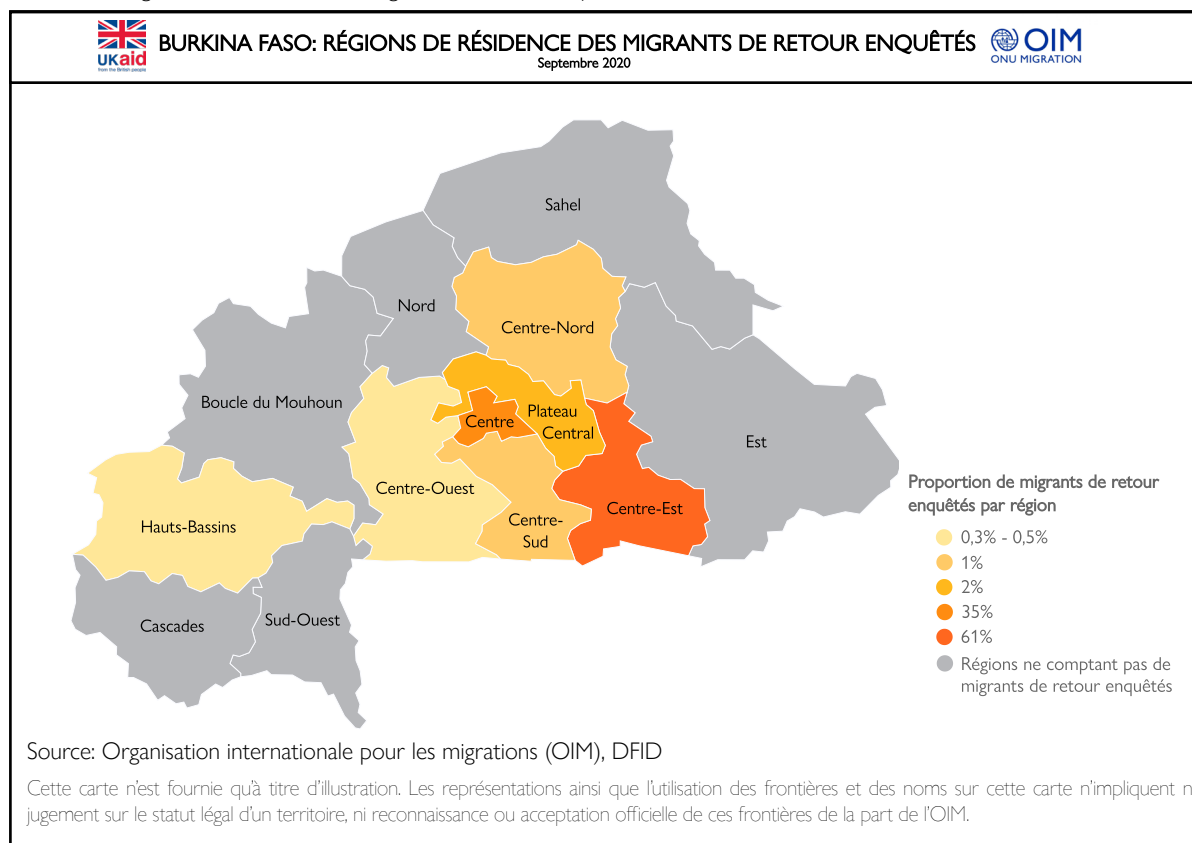 UKaid
from the British people
BURKINA FASO: RÉGIONS DE RÉSIDENCE DES MIGRANTS DE RETOUR ENQUÊTÉS
Septembre 2020
OIM
ONU MIGRATION
Sahel
Nord
Centre-Nord
Boucle du Mouhoun
Plateau
Central
Centre
Est
Centre-Ouest
Centre-Est
Centre-
Sud
Hauts-Bassins
Sud-Ouest
Cascades
Proportion de migrants de retour
enquêtés par région
0,3% - 0,5%
1%
2%
35%
61%
Régions ne comptant pas de
migrants de retour enquêtés
Source: Organisation internationale pour les migrations (OIM), DFID
Cette carte n'est fournie qu'à titre d'illustration. Les représentations ainsi que l'utilisation des frontières et des noms sur cette carte n'impliquent
jugement sur le statut légal d'un territoire, ni reconnaissance ou acceptation officielle de ces frontières de la part de l'OIM.